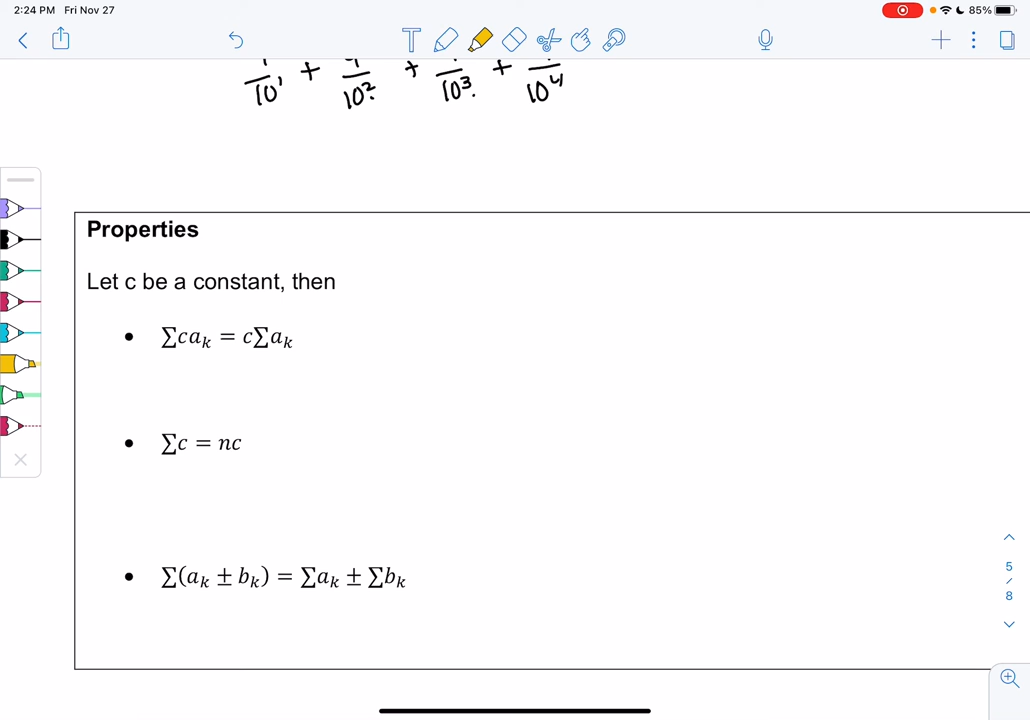 2:24 PM Fri Nov 27 85%
T
+ + +
10¹ 10². 10³. 10⁴
Properties
Let c be a constant, then
• ∑caₖ = c∑aₖ
• ∑c = nc
• ∑(aₖ ± bₖ) = ∑aₖ ± ∑bₖ
5
/
8